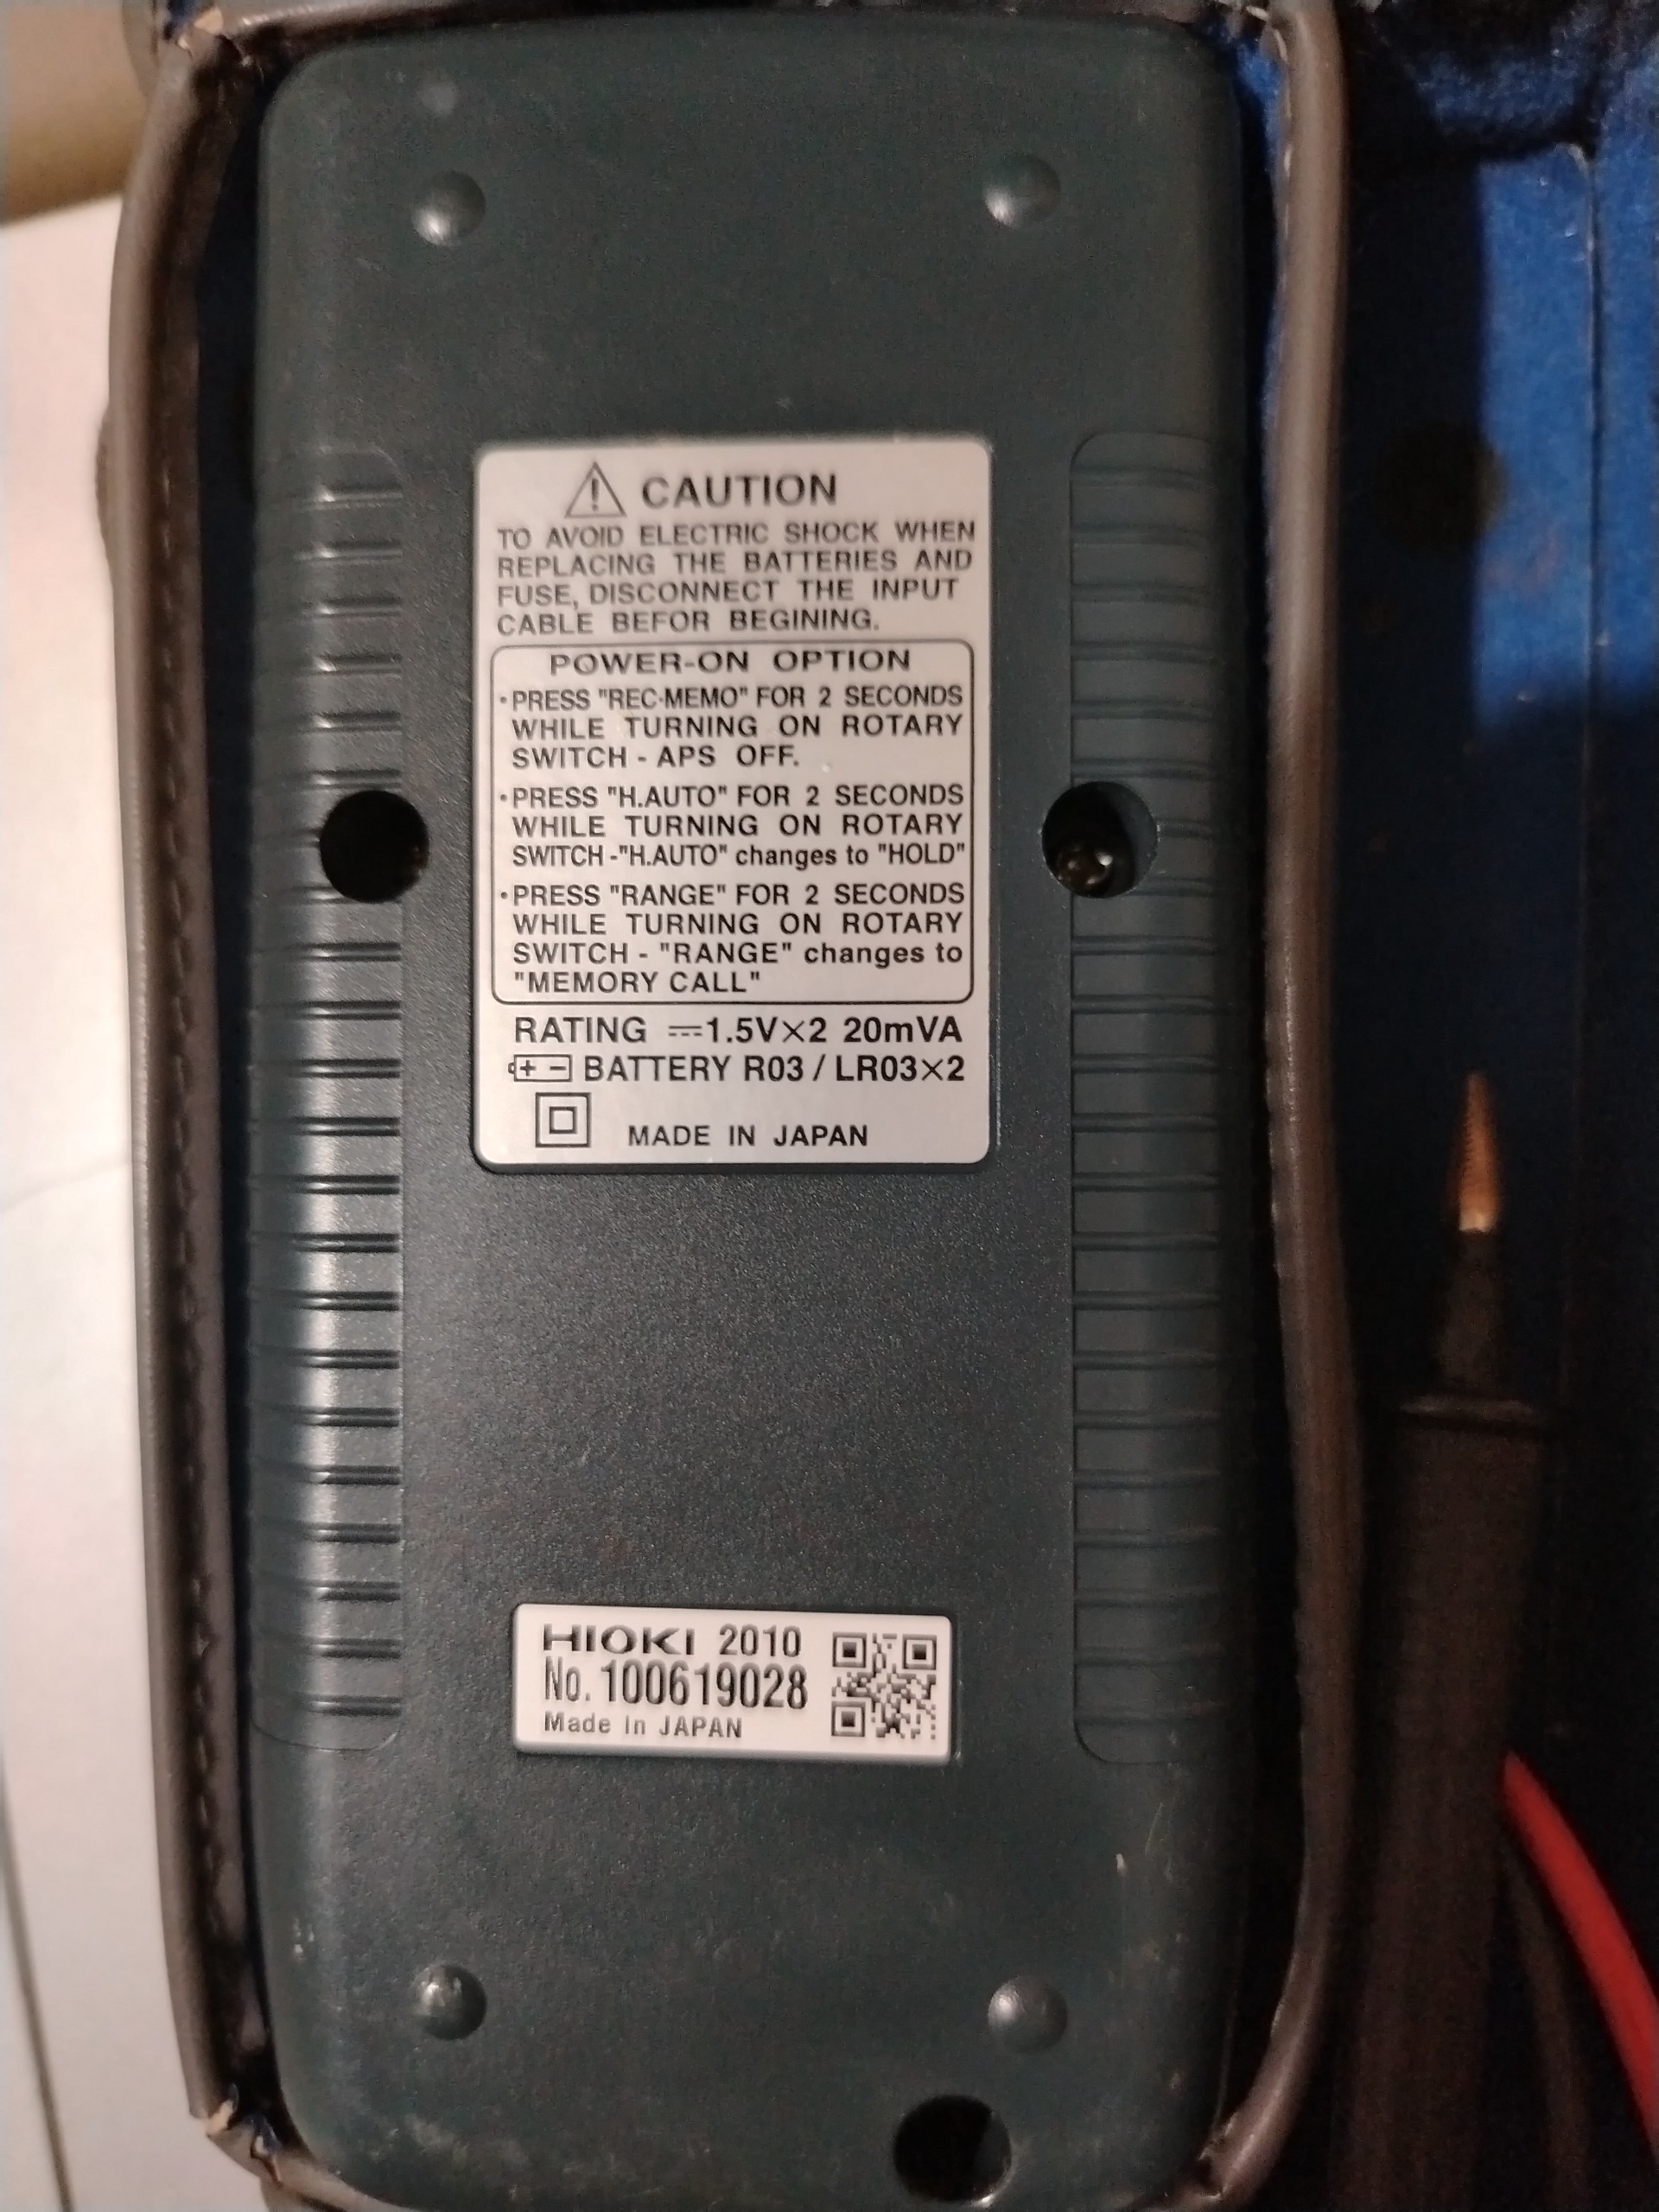 ⚠ CAUTION
TO AVOID ELECTRIC SHOCK WHEN
REPLACING THE BATTERIES AND
FUSE, DISCONNECT THE INPUT
CABLE BEFOR BEGINING.
POWER-ON OPTION
・PRESS "REC-MEMO" FOR 2 SECONDS
WHILE TURNING ON ROTARY
SWITCH - APS OFF.
・PRESS "H.AUTO" FOR 2 SECONDS
WHILE TURNING ON ROTARY
SWITCH -"H.AUTO" changes to "HOLD"
・PRESS "RANGE" FOR 2 SECONDS
WHILE TURNING ON ROTARY
SWITCH - "RANGE" changes to
"MEMORY CALL"
RATING ⎓1.5V×2 20mVA
+ − BATTERY R03 / LR03×2
MADE IN JAPAN
HIOKI 2010
No. 100619028
Made in JAPAN